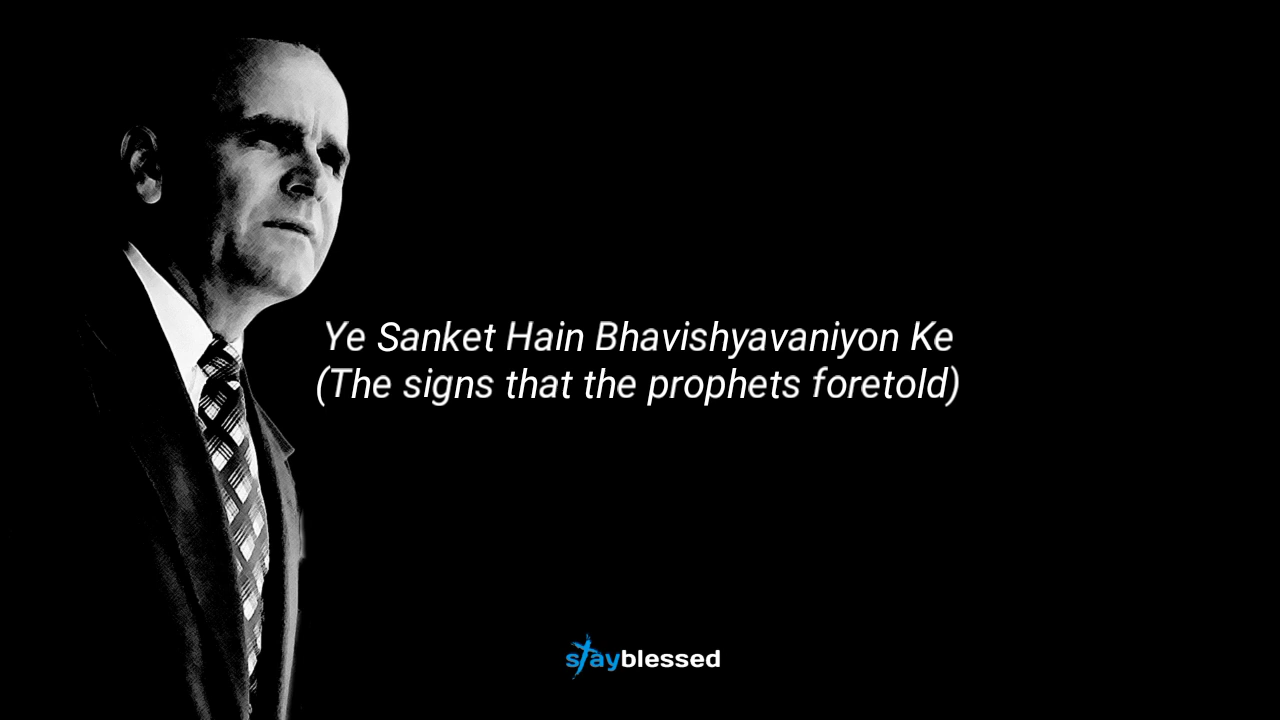 Ye Sanket Hain Bhavishyavaniyon Ke
(The signs that the prophets foretold)
stayblessed